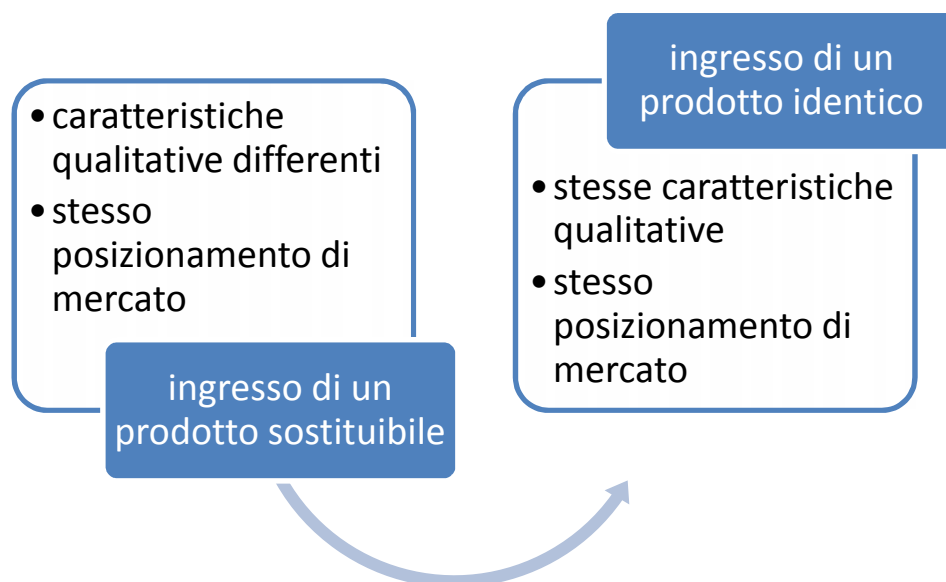 • caratteristiche
qualitative differenti
• stesso
posizionamento di
mercato
ingresso di un
prodotto sostituibile
ingresso di un
prodotto identico
• stesse caratteristiche
qualitative
• stesso
posizionamento di
mercato